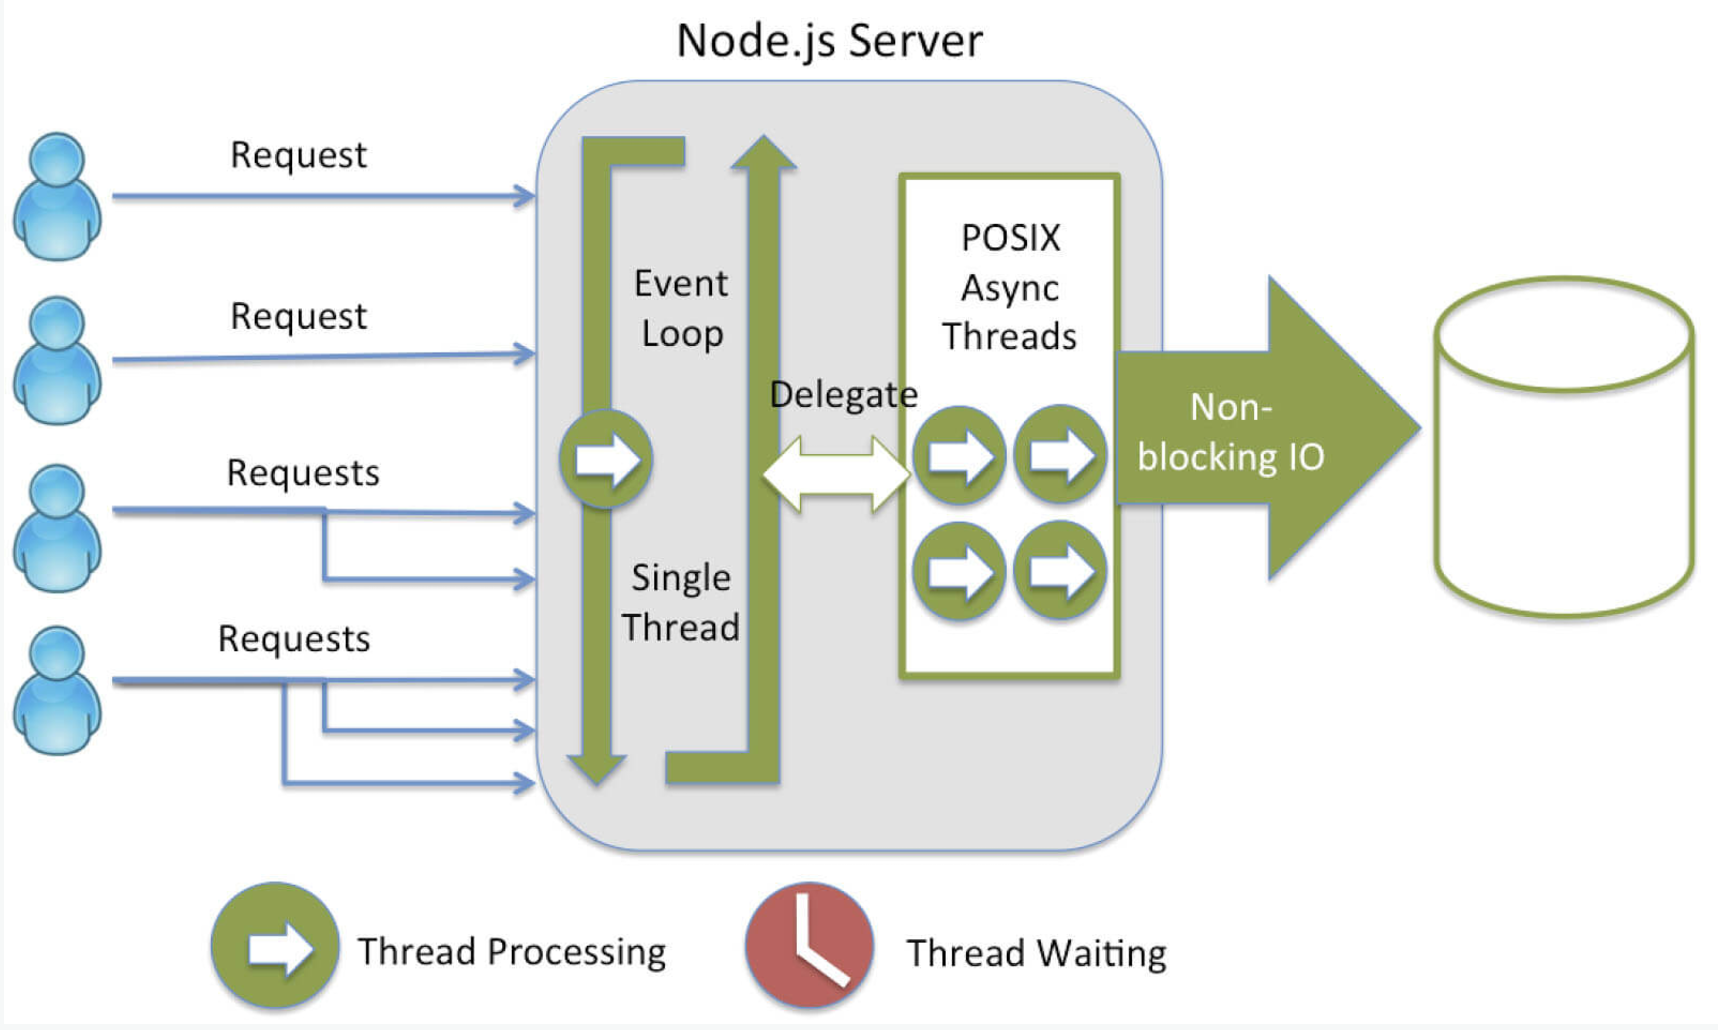 Node.js Server
Request
Request
Requests
Requests
Event
Loop
Single
Thread
Delegate
POSIX
Async
Threads
Non-
blocking IO
Thread Processing
Thread Waiting